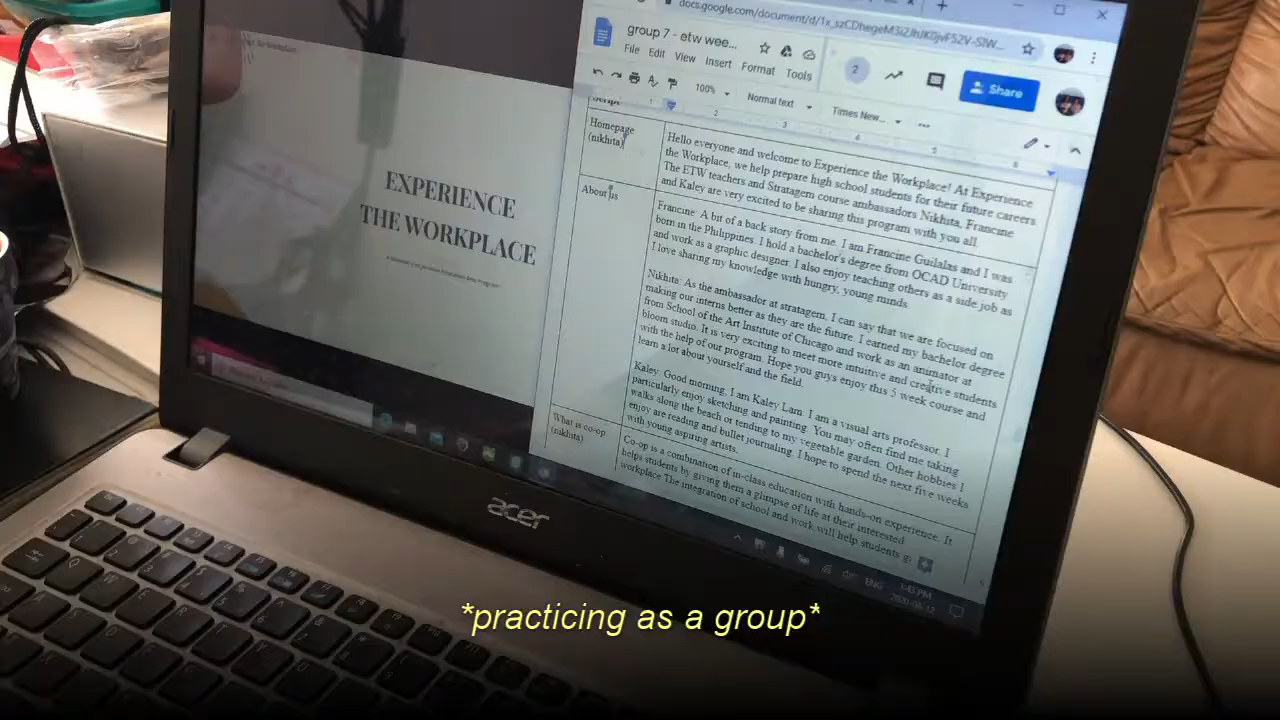 EXPERIENCE
THE WORKPLACE
docs.google.com/document/d/
group 7 - etw wee...
File Edit View Insert Format Tools
2
Share
100%
Normal text
Times New...
Script
Homepage
(nikhita)
Hello everyone and welcome to Experience the Workplace! At Experience
the Workplace, we help prepare high school students for their future careers.
The ETW teachers and Stratagem course ambassadors Nikhita, Francine
and Kaley are very excited to be sharing this program with you all.
About us
Francine: A bit of a back story from me. I am Francine Guilalas and I was
born in the Philippines. I hold a bachelor's degree from OCAD University
and work as a graphic designer. I also enjoy teaching others as a side job as
I love sharing my knowledge with hungry, young minds.
Nikhita: As the ambassador at stratagem, I can say that we are focused on
making our interns better as they are the future. I earned my bachelor degree
from School of the Art Institute of Chicago and work as an animator at
bloom studio. It is very exciting to meet more intuitive and creative students
with the help of our program. Hope you guys enjoy this 5 week course and
learn a lot about yourself and the field.
Kaley: Good morning, I am Kaley Lam. I am a visual arts professor. I
particularly enjoy sketching and painting. You may often find me taking
walks along the beach or tending to my vegetable garden. Other hobbies I
enjoy are reading and bullet journaling. I hope to spend the next five weeks
with young aspiring artists.
What is co-op
(nikhita)
Co-op is a combination of in-class education with hands-on experience. It
helps students by giving them a glimpse of life at their interested
workplace The integration of school and work will help students
ENG
1:45 PM
acer
*practicing as a group*